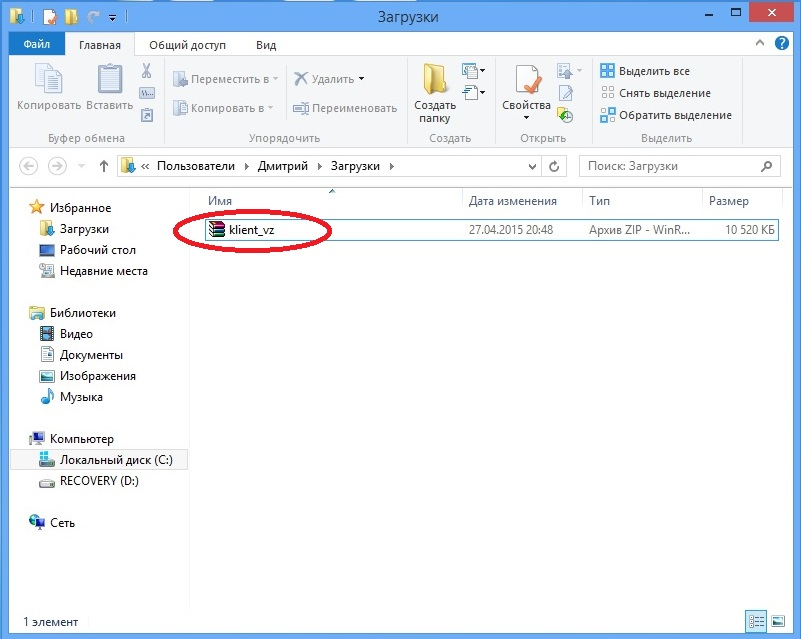 Загрузки
Файл Главная Общий доступ Вид
Копировать Вставить
Переместить в
Копировать в
Удалить
Переименовать
Создать папку
Свойства
Выделить все
Снять выделение
Обратить выделение
Буфер обмена Упорядочить Создать Открыть Выделить
« Пользователи Дмитрий Загрузки
Поиск: Загрузки
Имя Дата изменения Тип Размер
klient_vz 27.04.2015 20:48 Архив ZIP - WinR... 10 520 КБ
Избранное
Загрузки
Рабочий стол
Недавние места
Библиотеки
Видео
Документы
Изображения
Музыка
Компьютер
Локальный диск (C:)
RECOVERY (D:)
Сеть
1 элемент